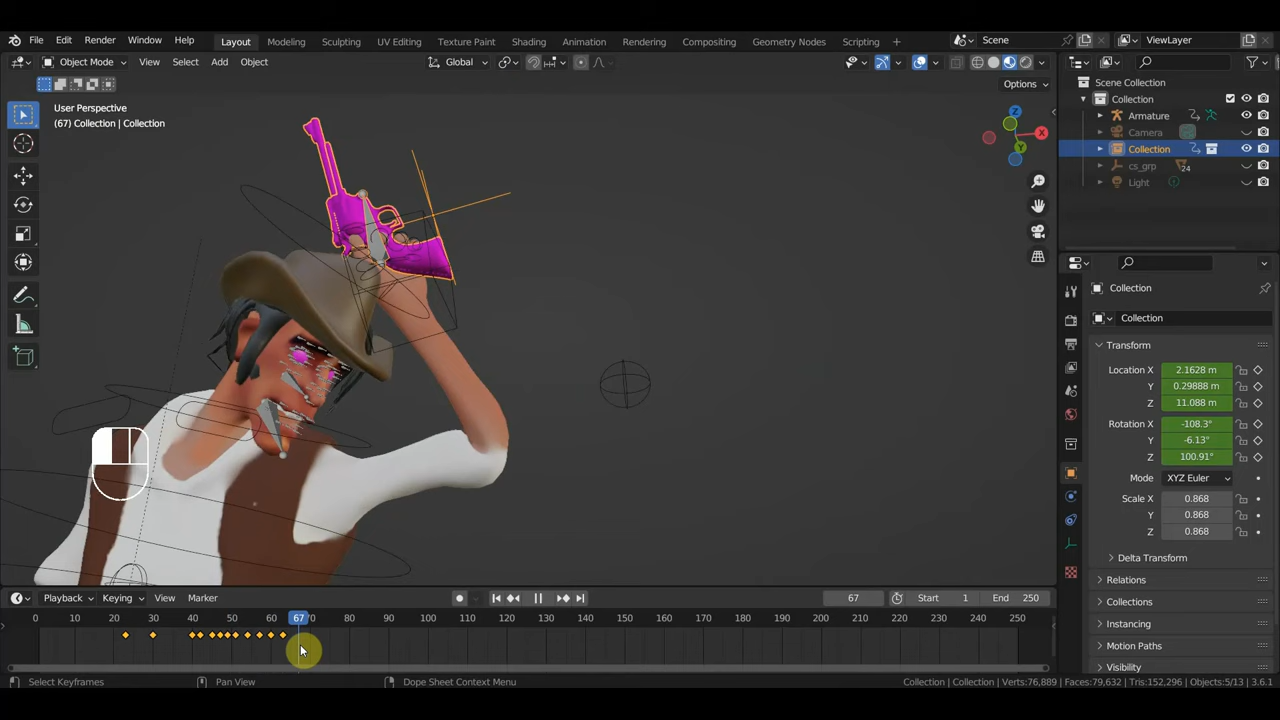 File Edit Render Window Help Layout Modeling Sculpting UV Editing Texture Paint Shading Animation Rendering Compositing Geometry Nodes Scripting + Scene ViewLayer
Object Mode View Select Add Object Global
Options
User Perspective
(67) Collection | Collection
X
Y
Z
Scene Collection
Collection
Armature
Camera
Collection
cs_grp 24
Light
Collection
Collection
Transform
Location X 2.1628 m
Y 0.29888 m
Z 11.088 m
Rotation X -108.3°
Y -6.13°
Z 100.91°
Mode XYZ Euler
Scale X 0.868
Y 0.868
Z 0.868
Delta Transform
Relations
Collections
Instancing
Motion Paths
Visibility
Playback Keying View Marker 67 Start 1 End 250
0 10 20 30 40 50 67 70 80 90 100 110 120 130 140 150 160 170 180 190 200 210 220 230 240 250
Select Keyframes Pan View Dope Sheet Context Menu Collection | Collection | Verts:76,889 | Faces:79,632 | Tris:152,296 | Objects:5/13 | 3.6.1